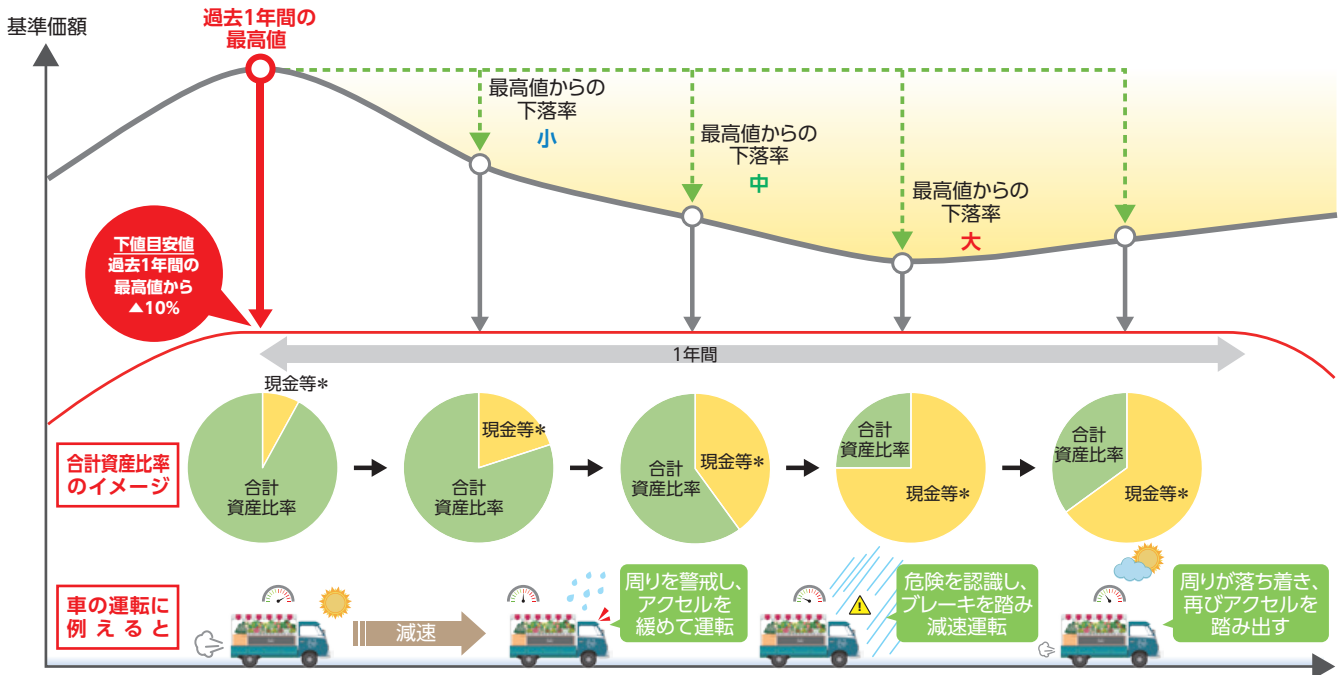 基準価額
過去1年間の
最高値
最高値からの
下落率
小
最高値からの
下落率
中
最高値からの
下落率
大
下値目安値
過去1年間の
最高値から
▲10%
1年間
合計資産比率
のイメージ
現金等*
合計
資産比率
現金等*
合計
資産比率
現金等*
合計
資産比率
合計
資産比率
現金等*
合計
資産比率
現金等*
車の運転に
例えると
減速
周りを警戒し、
アクセルを
緩めて運転
危険を認識し、
ブレーキを踏み
減速運転
周りが落ち着き、
再びアクセルを
踏み出す